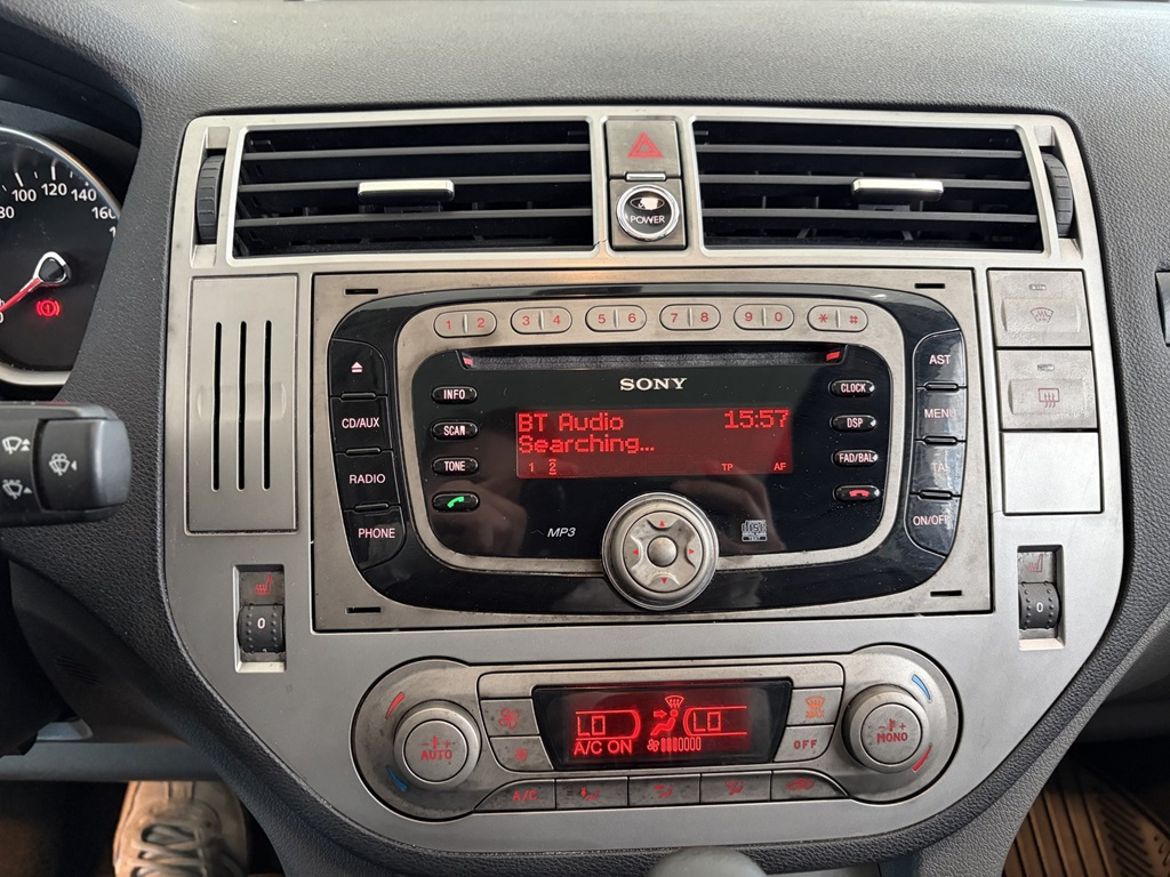 100 120 140
80 160
POWER
1 2 3 4 5 6 7 8 9 0 * #
SONY
INFO
SCAN
TONE
CLOCK
DSP
FAD/BAL
CD/AUX
RADIO
PHONE
AST
MENU
TA
ON/OFF
BT Audio 15:57
Searching...
1 2 TP AF
MP3
0
0
LO LO
A/C ON
AUTO
MONO
OFF
A/C